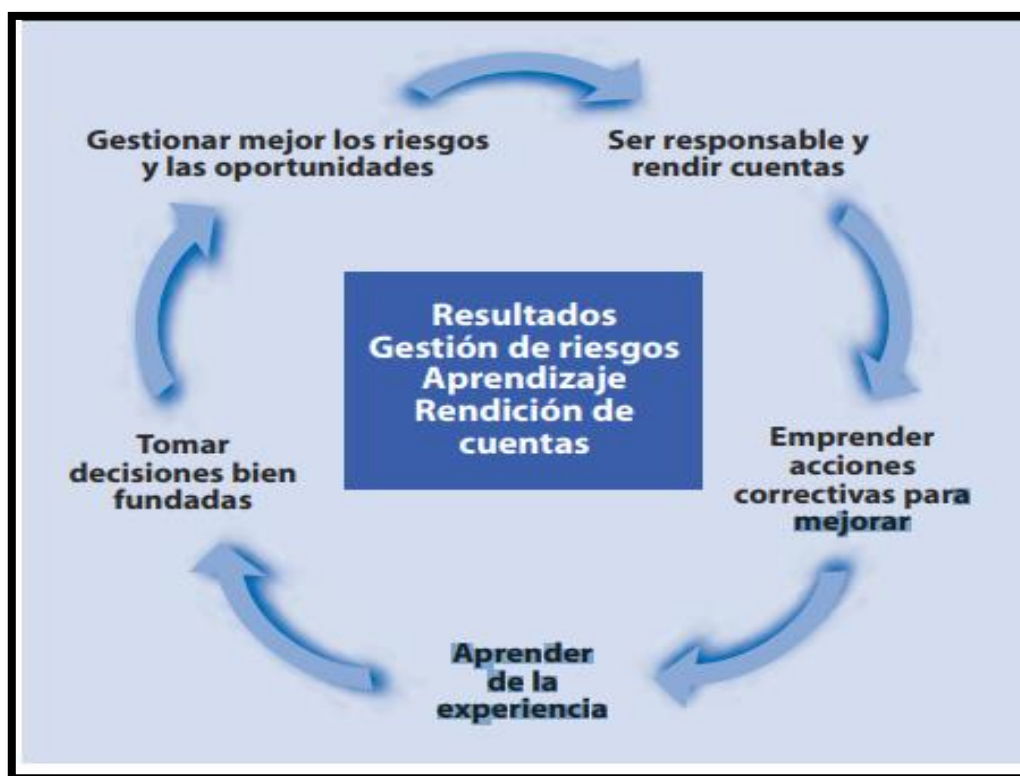 Gestionar mejor los riesgos
y las oportunidades
Ser responsable y
rendir cuentas
Resultados
Gestión de riesgos
Aprendizaje
Rendición de
cuentas
Tomar
decisiones bien
fundadas
Emprender
acciones
correctivas para
mejorar
Aprender
de la
experiencia